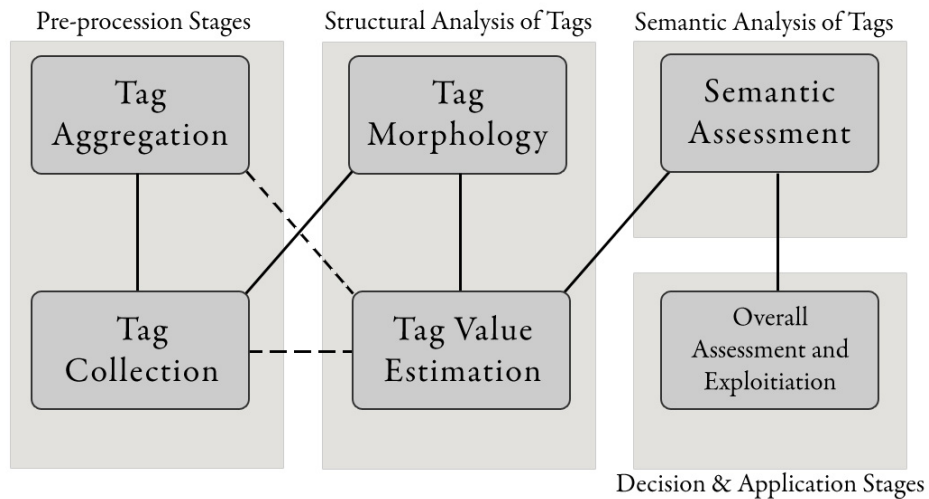 Pre-procession Stages
Structural Analysis of Tags
Semantic Analysis of Tags
Tag
Aggregation
Tag
Morphology
Semantic
Assessment
Tag
Collection
Tag Value
Estimation
Overall
Assessment and
Exploitiation
Decision & Application Stages